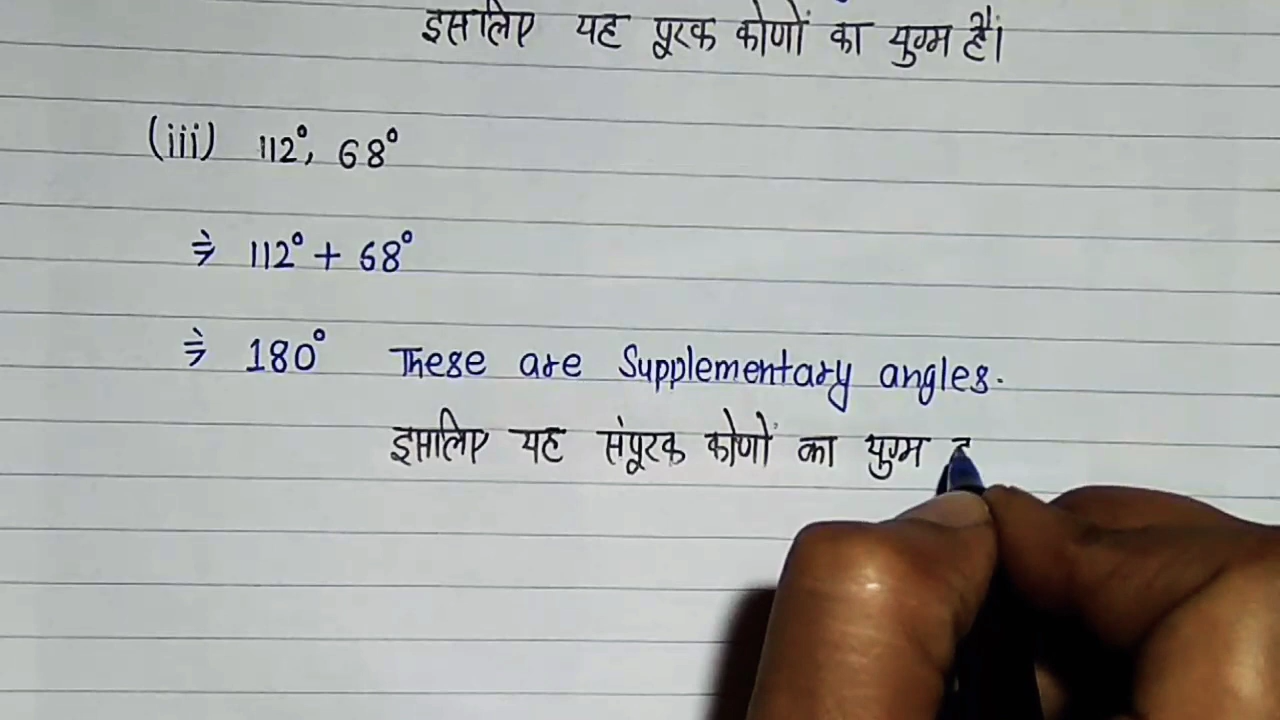 इसलिए यह पूरक कोणों का युग्म है।
(iii) 112°, 68°
⇒ 112° + 68°
⇒ 180° These are Supplementary angles.
इसलिए यह संपूरक कोणों का युग्म